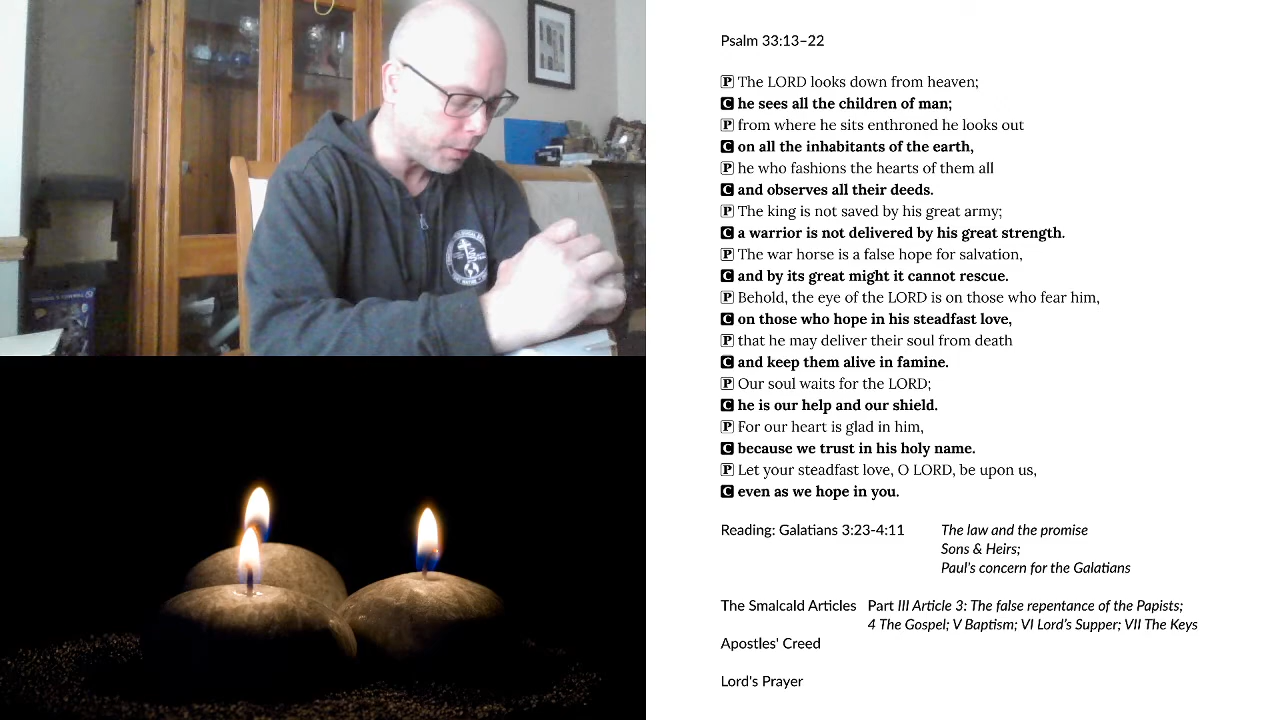 Psalm 33:13–22
P The LORD looks down from heaven;
C he sees all the children of man;
P from where he sits enthroned he looks out
C on all the inhabitants of the earth,
P he who fashions the hearts of them all
C and observes all their deeds.
P The king is not saved by his great army;
C a warrior is not delivered by his great strength.
P The war horse is a false hope for salvation,
C and by its great might it cannot rescue.
P Behold, the eye of the LORD is on those who fear him,
C on those who hope in his steadfast love,
P that he may deliver their soul from death
C and keep them alive in famine.
P Our soul waits for the LORD;
C he is our help and our shield.
P For our heart is glad in him,
C because we trust in his holy name.
P Let your steadfast love, O LORD, be upon us,
C even as we hope in you.
Reading: Galatians 3:23-4:11 The law and the promise
Sons & Heirs;
Paul's concern for the Galatians
The Smalcald Articles Part III Article 3: The false repentance of the Papists;
4 The Gospel; V Baptism; VI Lord's Supper; VII The Keys
Apostles' Creed
Lord's Prayer